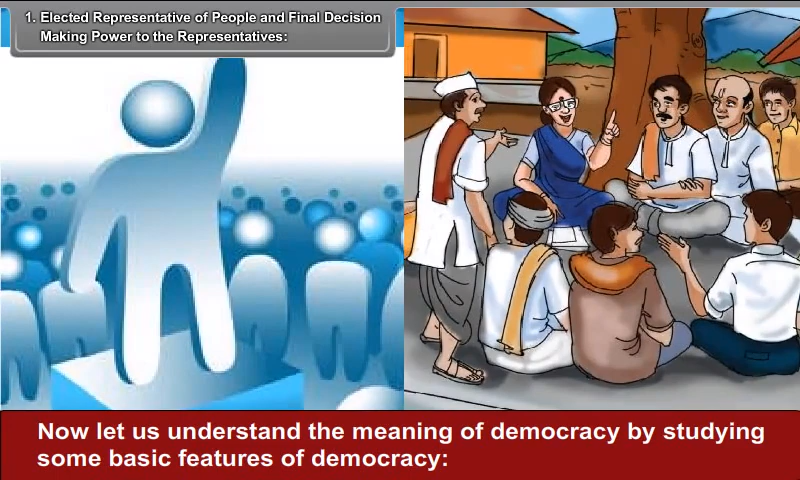 1. Elected Representative of People and Final Decision
Making Power to the Representatives:
Now let us understand the meaning of democracy by studying
some basic features of democracy: